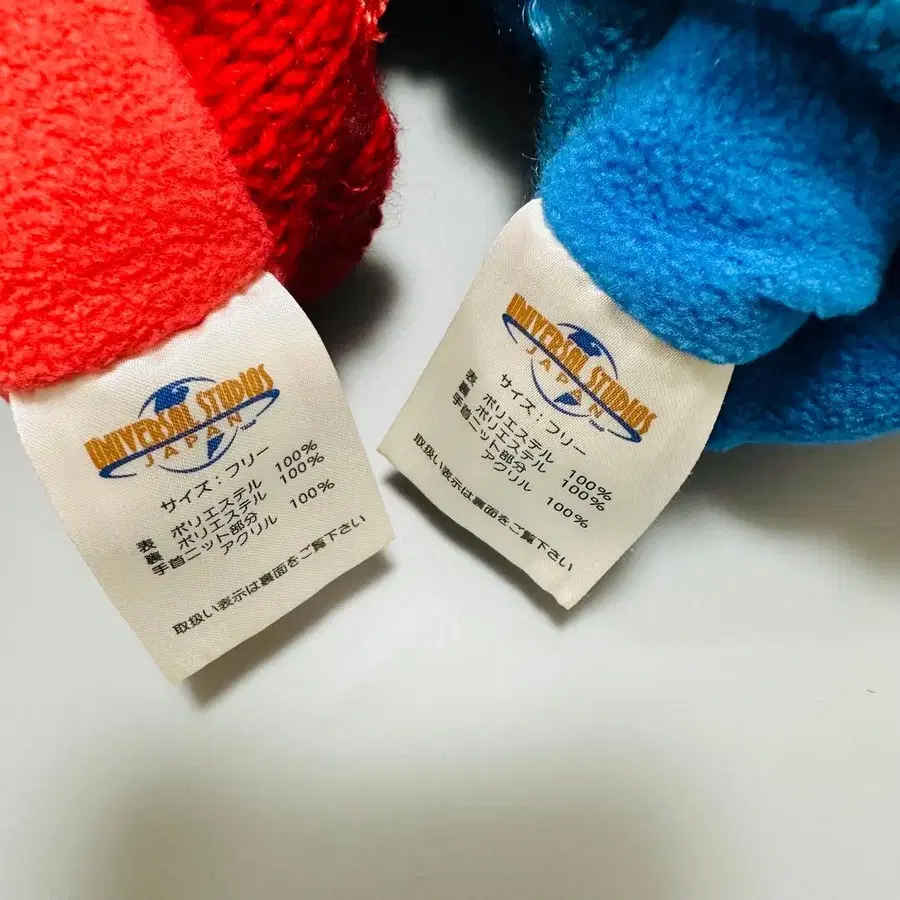 UNIVERSAL STUDIOS
JAPAN
サイズ:フリー
表 ポリエステル 100%
裏 ポリエステル 100%
手首ニット部分
アクリル 100%
取扱い表示は裏面をご覧下さい
UNIVERSAL STUDIOS
JAPAN
サイズ:フリー
表 ポリエステル 100%
裏 ポリエステル 100%
手首ニット部分
アクリル 100%
取扱い表示は裏面をご覧下さい